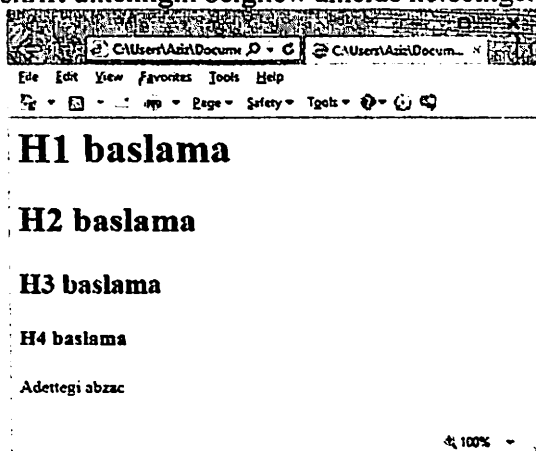 C:\Users\Aziz\Docume C:\Users\Aziz\Docum...
File Edit View Favorites Tools Help
Page Safety Tools
H1 baslama
H2 baslama
H3 baslama
H4 baslama
Adettegi abzac
100%